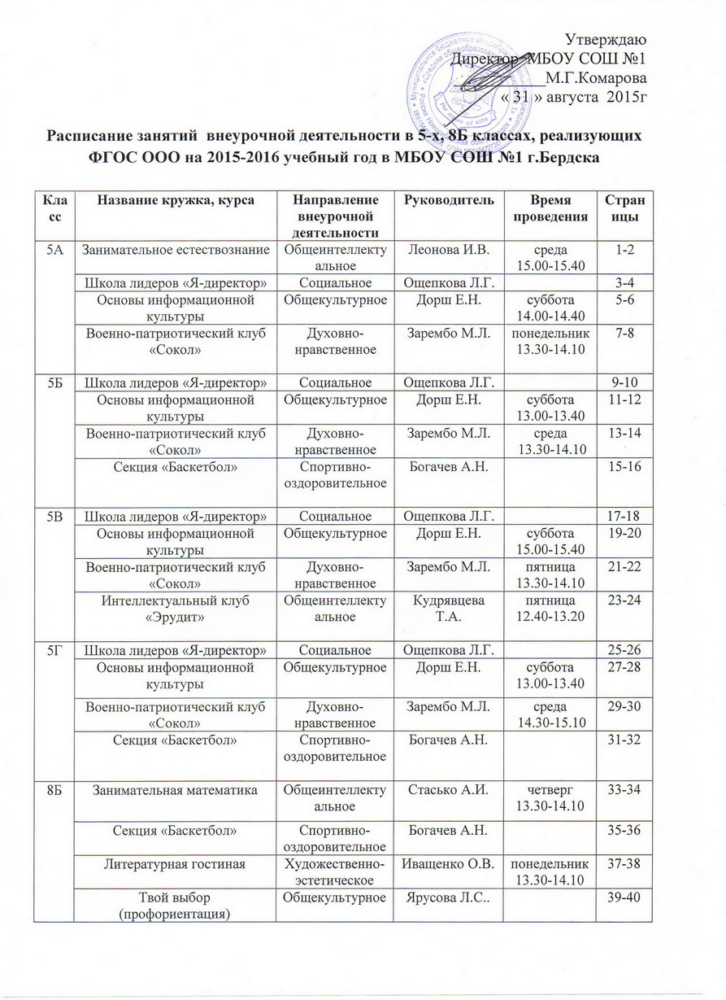 Утверждаю
Директор МБОУ СОШ №1
____________М.Г.Комарова
« 31 » августа 2015г
Расписание занятий внеурочной деятельности в 5-х, 8Б классах, реализующих
ФГОС ООО на 2015-2016 учебный год в МБОУ СОШ №1 г.Бердска
Кла
сс
Название кружка, курса
Направление
внеурочной
деятельности
Руководитель
Время
проведения
Стран
ицы
5А
Занимательное естествознание
Общеинтеллекту
альное
Леонова И.В.
среда
15.00-15.40
1-2
Школа лидеров «Я-директор»
Социальное
Ощепкова Л.Г.
3-4
Основы информационной
культуры
Общекультурное
Дорш Е.Н.
суббота
14.00-14.40
5-6
Военно-патриотический клуб
«Сокол»
Духовно-
нравственное
Зарембо М.Л.
понедельник
13.30-14.10
7-8
5Б
Школа лидеров «Я-директор»
Социальное
Ощепкова Л.Г.
9-10
Основы информационной
культуры
Общекультурное
Дорш Е.Н.
суббота
13.00-13.40
11-12
Военно-патриотический клуб
«Сокол»
Духовно-
нравственное
Зарембо М.Л.
среда
13.30-14.10
13-14
Секция «Баскетбол»
Спортивно-
оздоровительное
Богачев А.Н.
15-16
5В
Школа лидеров «Я-директор»
Социальное
Ощепкова Л.Г.
17-18
Основы информационной
культуры
Общекультурное
Дорш Е.Н.
суббота
15.00-15.40
19-20
Военно-патриотический клуб
«Сокол»
Духовно-
нравственное
Зарембо М.Л.
пятница
13.30-14.10
21-22
Интеллектуальный клуб
«Эрудит»
Общеинтеллекту
альное
Кудрявцева
Т.А.
пятница
12.40-13.20
23-24
5Г
Школа лидеров «Я-директор»
Социальное
Ощепкова Л.Г.
25-26
Основы информационной
культуры
Общекультурное
Дорш Е.Н.
суббота
13.00-13.40
27-28
Военно-патриотический клуб
«Сокол»
Духовно-
нравственное
Зарембо М.Л.
среда
14.30-15.10
29-30
Секция «Баскетбол»
Спортивно-
оздоровительное
Богачев А.Н.
31-32
8Б
Занимательная математика
Общеинтеллекту
альное
Стасько А.И.
четверг
13.30-14.10
33-34
Секция «Баскетбол»
Спортивно-
оздоровительное
Богачев А.Н.
35-36
Литературная гостиная
Художественно-
эстетическое
Иващенко О.В.
понедельник
13.30-14.10
37-38
Твой выбор
(профориентация)
Общекультурное
Ярусова Л.С..
39-40